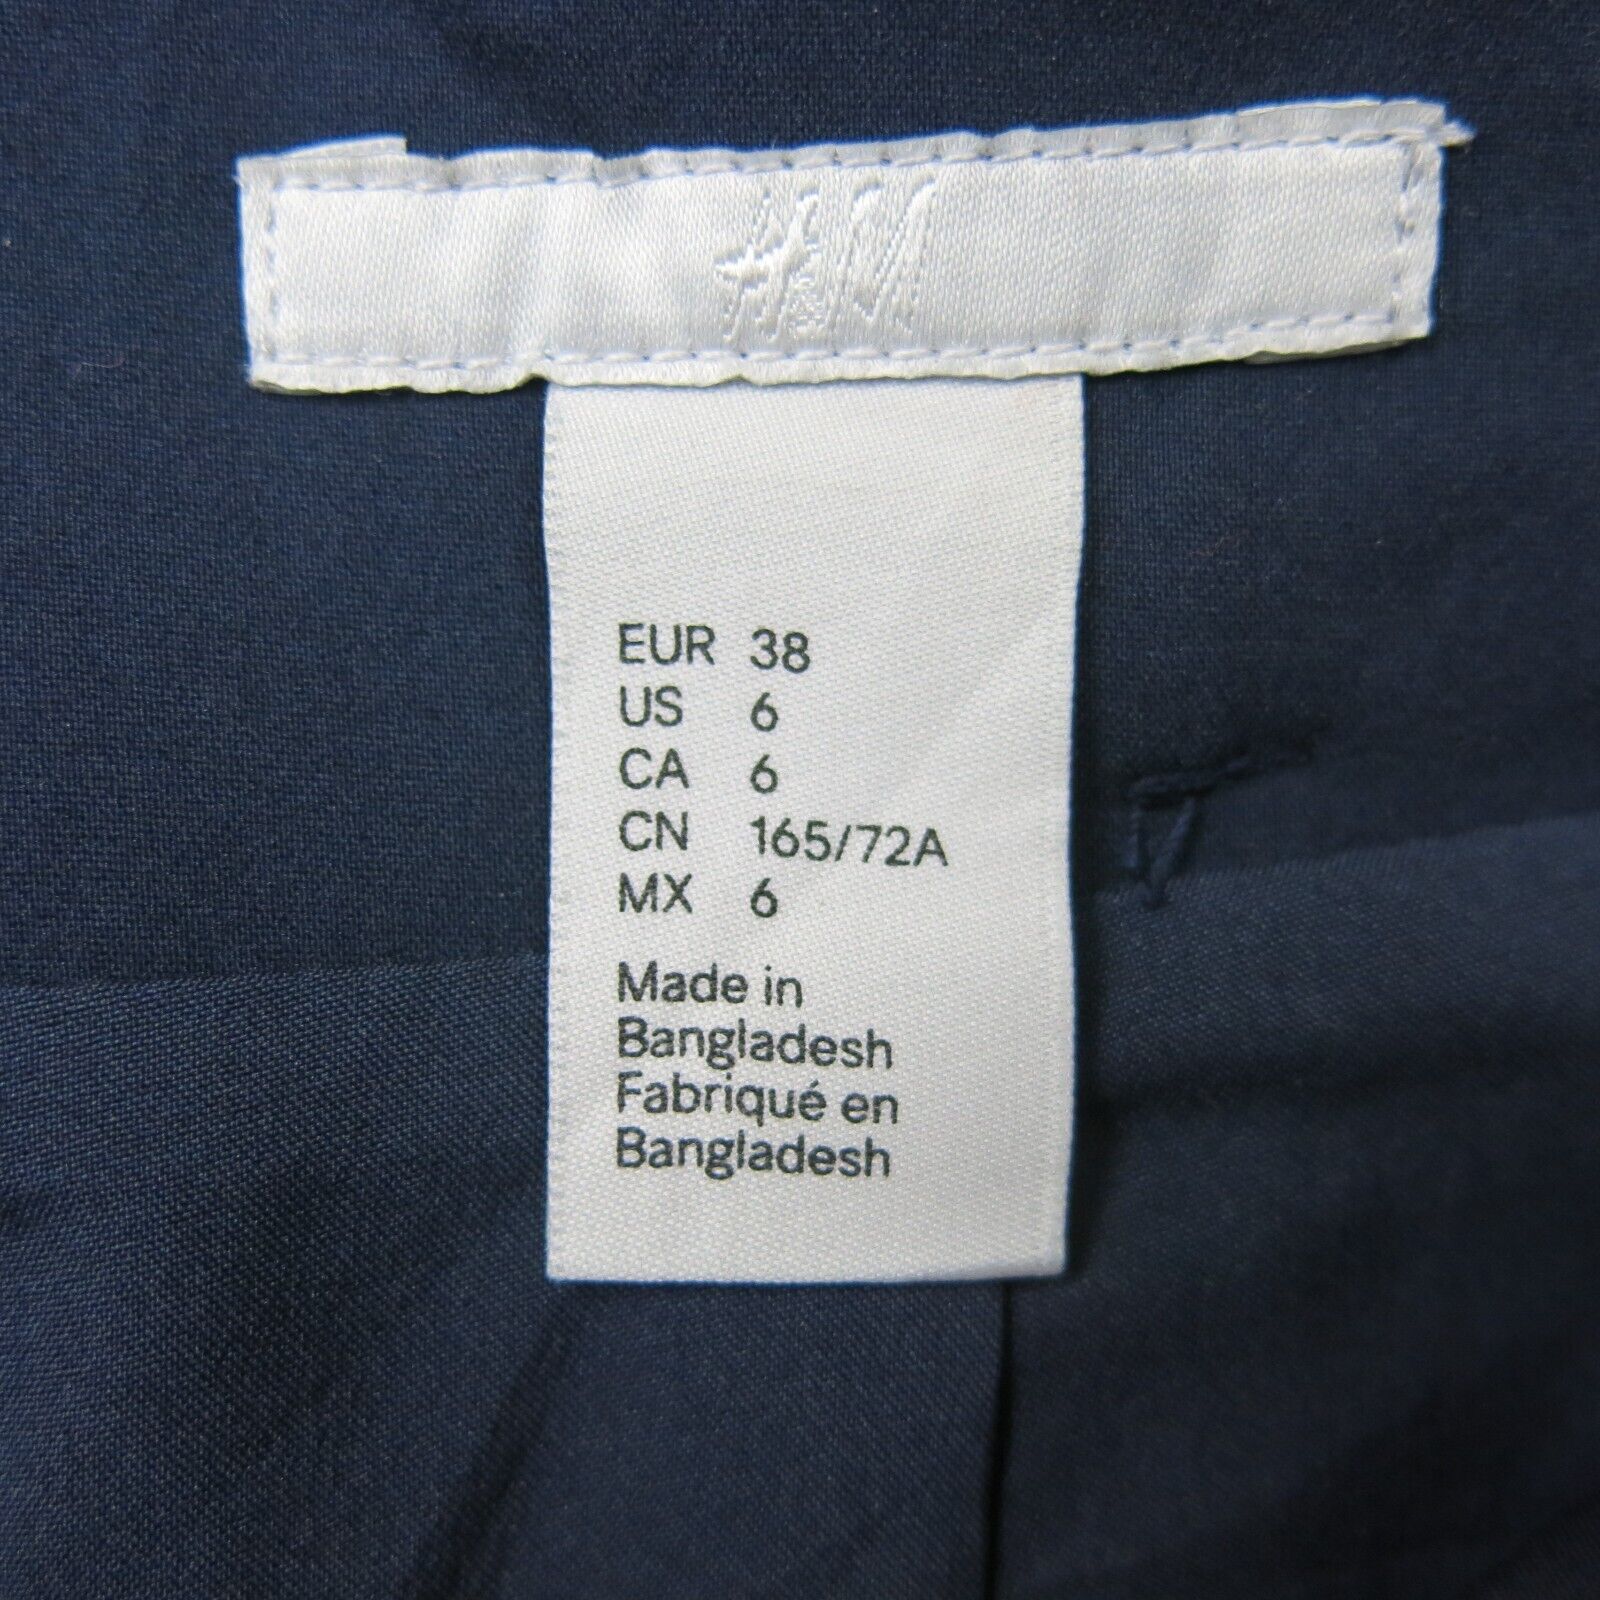 H&M
EUR 38
US 6
CA 6
CN 165/72A
MX 6
Made in
Bangladesh
Fabriqué en
Bangladesh